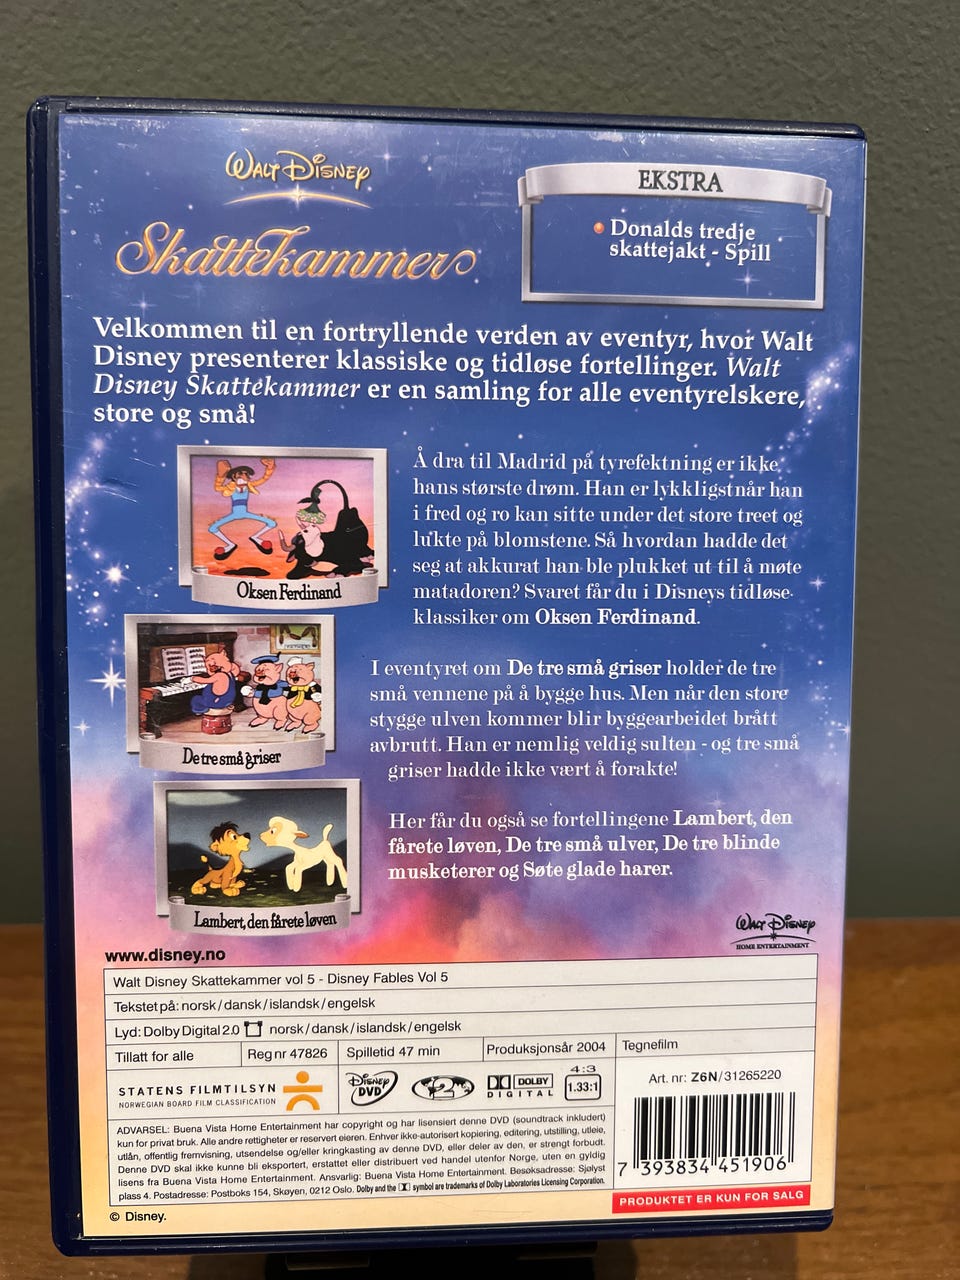 WALT DISNEY
Skattekammer
EKSTRA
Donalds tredje
skattejakt - Spill
Velkommen til en fortryllende verden av eventyr, hvor Walt
Disney presenterer klassiske og tidløse fortellinger. Walt
Disney Skattekammer er en samling for alle eventyrelskere,
store og små!
Oksen Ferdinand
Å dra til Madrid på tyrefektning er ikke
hans største drøm. Han er lykkligst når han
i fred og ro kan sitte under det store treet og
lukte på blomstene. Så hvordan hadde det
seg at akkurat han ble plukket ut til å møte
matadoren? Svaret får du i Disneys tidløse
klassiker om Oksen Ferdinand.
De tre små griser
I eventyret om De tre små griser holder de tre
små vennene på å bygge hus. Men når den store
stygge ulven kommer blir byggearbeidet brått
avbrutt. Han er nemlig veldig sulten - og tre små
griser hadde ikke vært å forakte!
Lambert, den fårete løven
Her får du også se fortellingene Lambert, den
fårete løven, De tre små ulver, De tre blinde
musketerer og Søte glade harer.
WALT DISNEY
HOME ENTERTAINMENT
www.disney.no
Walt Disney Skattekammer vol 5 - Disney Fables Vol 5
Tekstet på: norsk/dansk/islandsk/engelsk
Lyd: Dolby Digital 2.0 norsk/dansk/islandsk/engelsk
Tillatt for alle Reg nr 47826 Spilletid 47 min Produksjonsår 2004 Tegnefilm
STATENS FILMTILSYN
NORWEGIAN BOARD FILM CLASSIFICATION
DISNEY
DVD
2
DOLBY
DIGITAL
4:3
1.33:1
Art. nr: Z6N/31265220
ADVARSEL: Buena Vista Home Entertainment har copyright og har lisensiert denne DVD (soundtrack inkludert)
kun for privat bruk. Alle andre rettigheter er reservert eieren. Enhver ikke-autorisert kopiering, editering, utstilling, utleie,
utlån, offentlig fremvisning, utsendelse og/eller kringkasting av denne DVD, eller deler av den, er strengt forbudt.
Denne DVD skal ikke kunne bli eksportert, erstattet eller distribuert ved handel utenfor Norge, uten en gyldig
lisens fra Buena Vista Home Entertainment. Ansvarlig: Buena Vista Home Entertainment. Besøksadresse: Sjølyst
plass 4. Postadresse: Postboks 154, Skøyen, 0212 Oslo. Dolby and the symbol are trademarks of Dolby Laboratories Licensing Corporation.
7 393834 451906
PRODUKTET ER KUN FOR SALG
© Disney.